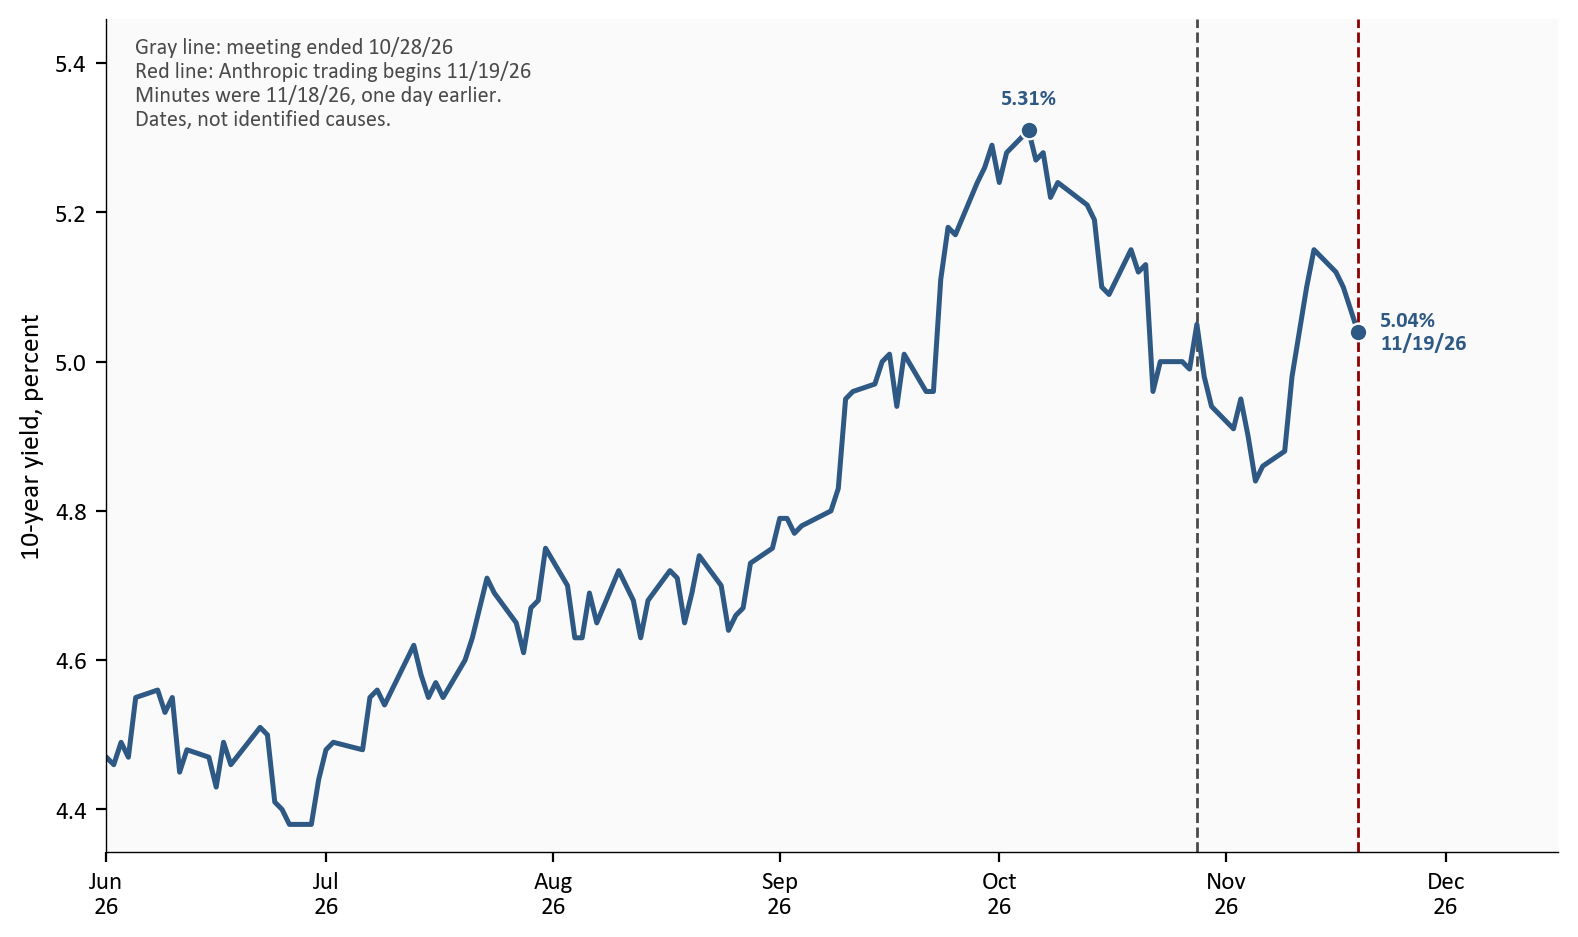 Gray line: meeting ended 10/28/26
Red line: Anthropic trading begins 11/19/26
Minutes were 11/18/26, one day earlier.
Dates, not identified causes.
5.31%
5.04%
11/19/26
10-year yield, percent
5.4
5.2
5.0
4.8
4.6
4.4
Jun
26
Jul
26
Aug
26
Sep
26
Oct
26
Nov
26
Dec
26